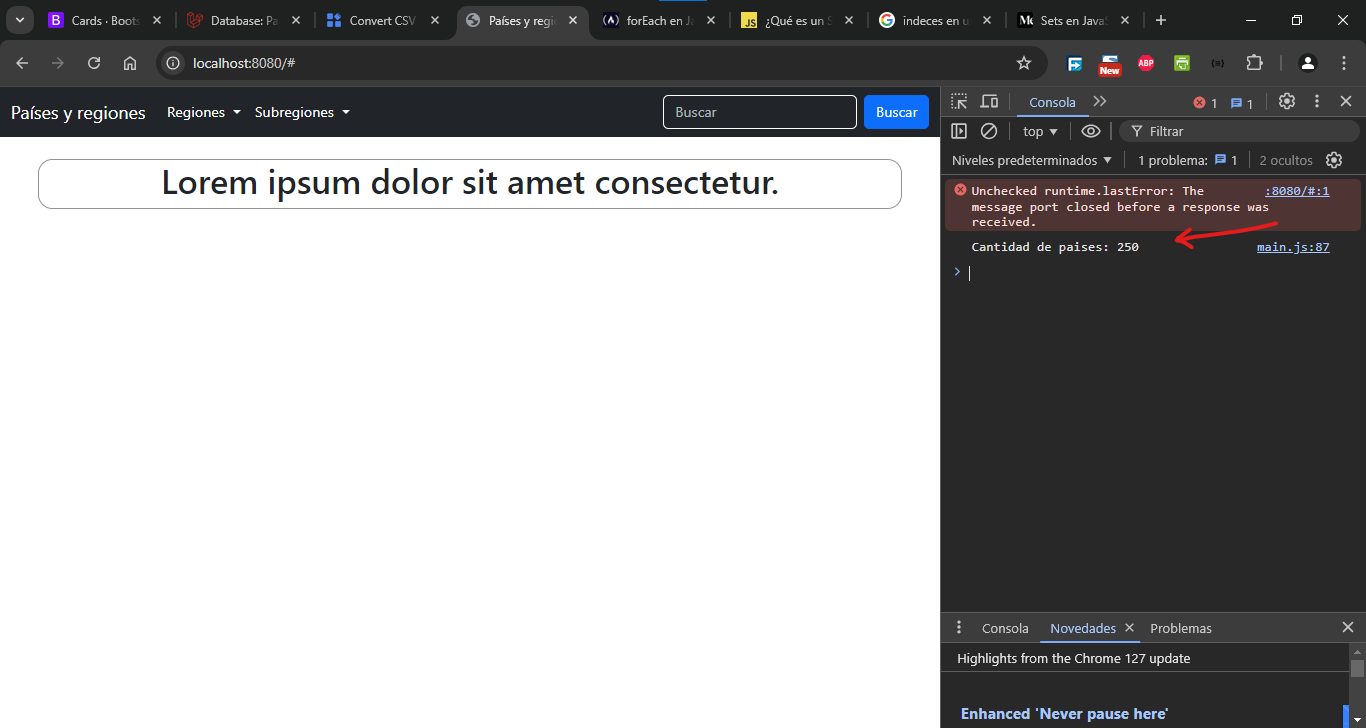 Cards · Boots
Database: Pa
Convert CSV
Países y regio
forEach en Ja
JS
¿Qué es un S
indeces en u
Sets en JavaS
localhost:8080/#
New
ABP
Países y regiones
Regiones
Subregiones
Buscar
Buscar
Consola
1
1
top
Filtrar
Niveles predeterminados
1 problema:
1
2 ocultos
Unchecked runtime.lastError: The
:8080/#:1
message port closed before a response was
received.
Cantidad de paises: 250
main.js:87
Lorem ipsum dolor sit amet consectetur.
Consola
Novedades
Problemas
Highlights from the Chrome 127 update
Enhanced 'Never pause here'